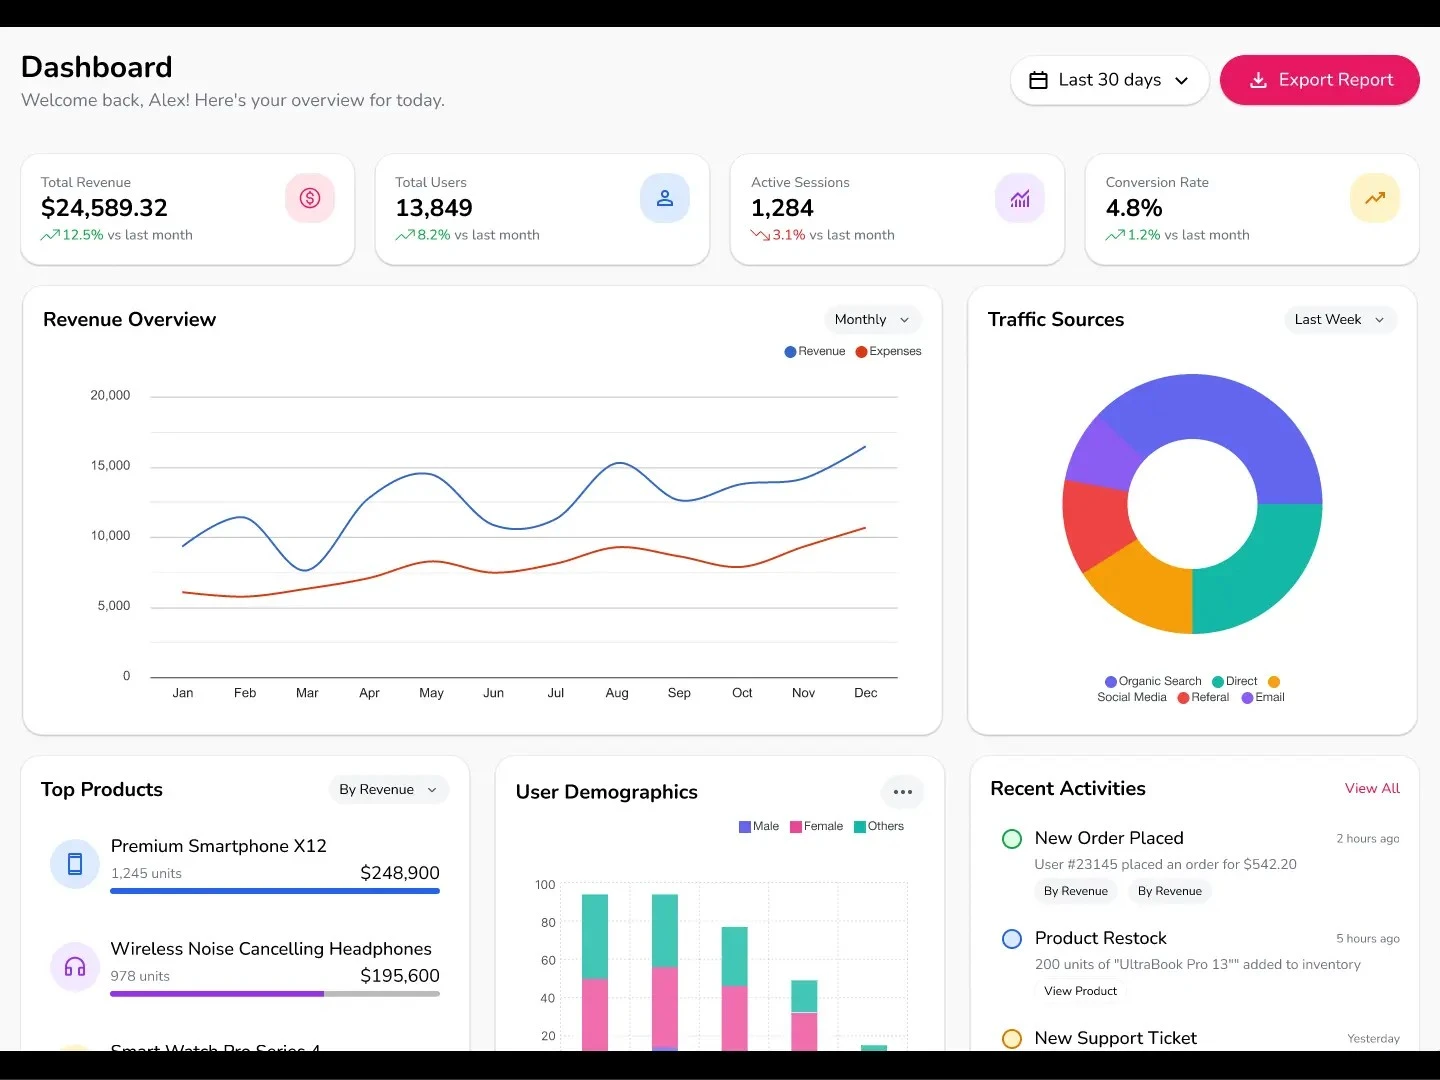 Dashboard
Welcome back, Alex! Here's your overview for today.
Last 30 days
Export Report
Total Revenue
$24,589.32
12.5% vs last month
Total Users
13,849
8.2% vs last month
Active Sessions
1,284
3.1% vs last month
Conversion Rate
4.8%
1.2% vs last month
Revenue Overview
Monthly
Revenue Expenses
20,000
15,000
10,000
5,000
0
Jan Feb Mar Apr May Jun Jul Aug Sep Oct Nov Dec
Traffic Sources
Last Week
Organic Search Direct
Social Media Referal Email
Top Products
By Revenue
Premium Smartphone X12
1,245 units $248,900
Wireless Noise Cancelling Headphones
978 units $195,600
Smart Watch Pro Series 4
User Demographics
Male Female Others
100
80
60
40
20
Recent Activities
View All
New Order Placed 2 hours ago
User #23145 placed an order for $542.20
By Revenue By Revenue
Product Restock 5 hours ago
200 units of "UltraBook Pro 13"" added to inventory
View Product
New Support Ticket Yesterday